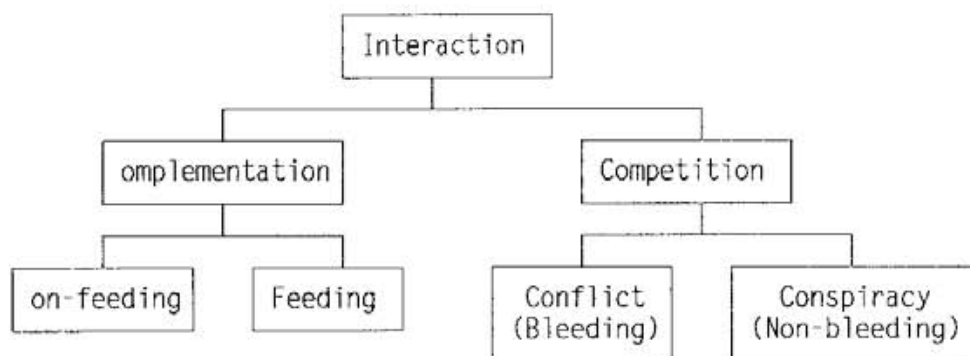 Interaction
omplementation
Competition
on-feeding
Feeding
Conflict
(Bleeding)
Conspiracy
(Non-bleeding)